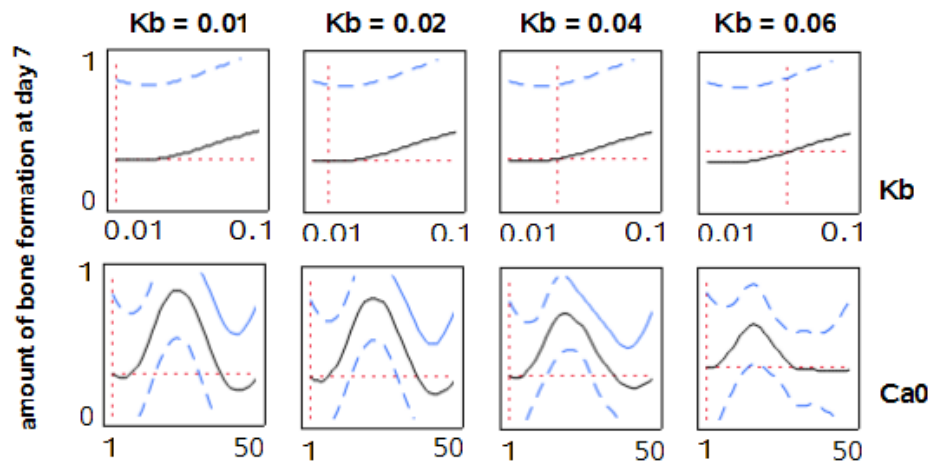 Kb = 0.01 Kb = 0.02 Kb = 0.04 Kb = 0.06
amount of bone formation at day 7
1
0
Kb
0.01 0.1 0.01 0.1 0.01 0.1 0.01 0.1
1
0
Ca0
1 50 1 50 1 50 1 50